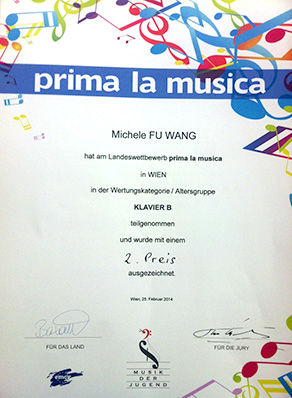 prima la musica
Michele FU WANG
hat am Landeswettbewerb prima la musica
in WIEN
in der Wertungskategorie / Altersgruppe
KLAVIER B
teilgenommen
und wurde mit einem
2. Preis
ausgezeichnet.
Wien, 25. Februar 2014
FÜR DAS LAND
FÜR DIE JURY
MUSIK
DER
JUGEND